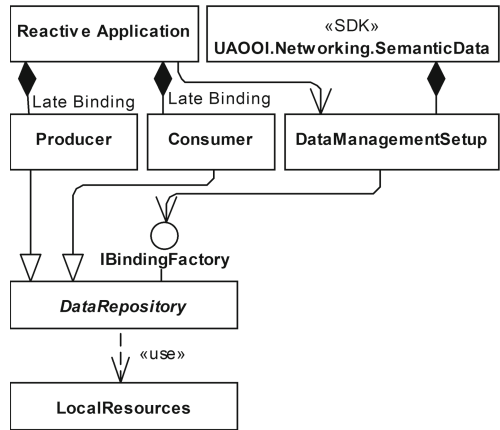 Reactive Application
«SDK»
UAOOI.Networking.SemanticData
Late Binding
Late Binding
Producer
Consumer
DataManagementSetup
IBindingFactory
DataRepository
«use»
LocalResources